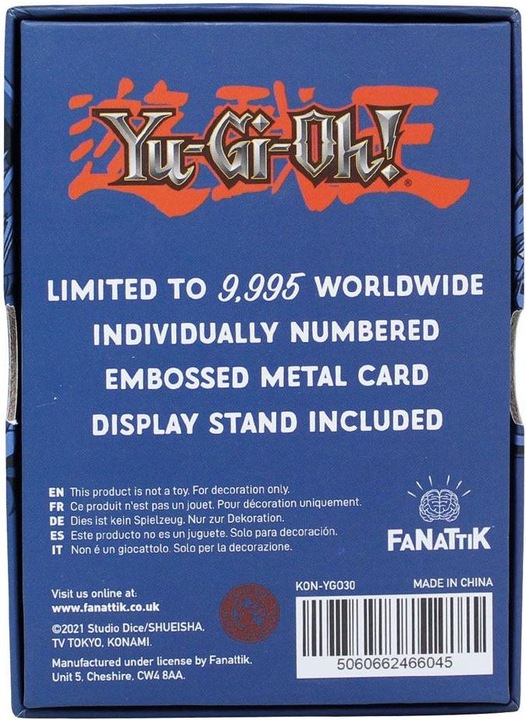 遊戯王
Yu-Gi-Oh!
®
LIMITED TO 9,995 WORLDWIDE
INDIVIDUALLY NUMBERED
EMBOSSED METAL CARD
DISPLAY STAND INCLUDED
EN This product is not a toy. For decoration only.
FR Ce produit n'est pas un jouet. Pour décoration uniquement.
DE Dies ist kein Spielzeug. Nur zur Dekoration.
ES Este producto no es un juguete. Solo para decoración.
IT Non é un giocattolo. Solo per la decorazione.
FANATTIK
Visit us online at:
www.fanattik.co.uk
©2021 Studio Dice/SHUEISHA,
TV TOKYO, KONAMI.
Manufactured under license by Fanattik,
Unit 5, Cheshire, CW4 8AA.
KON-YGO30 MADE IN CHINA
5060662466045